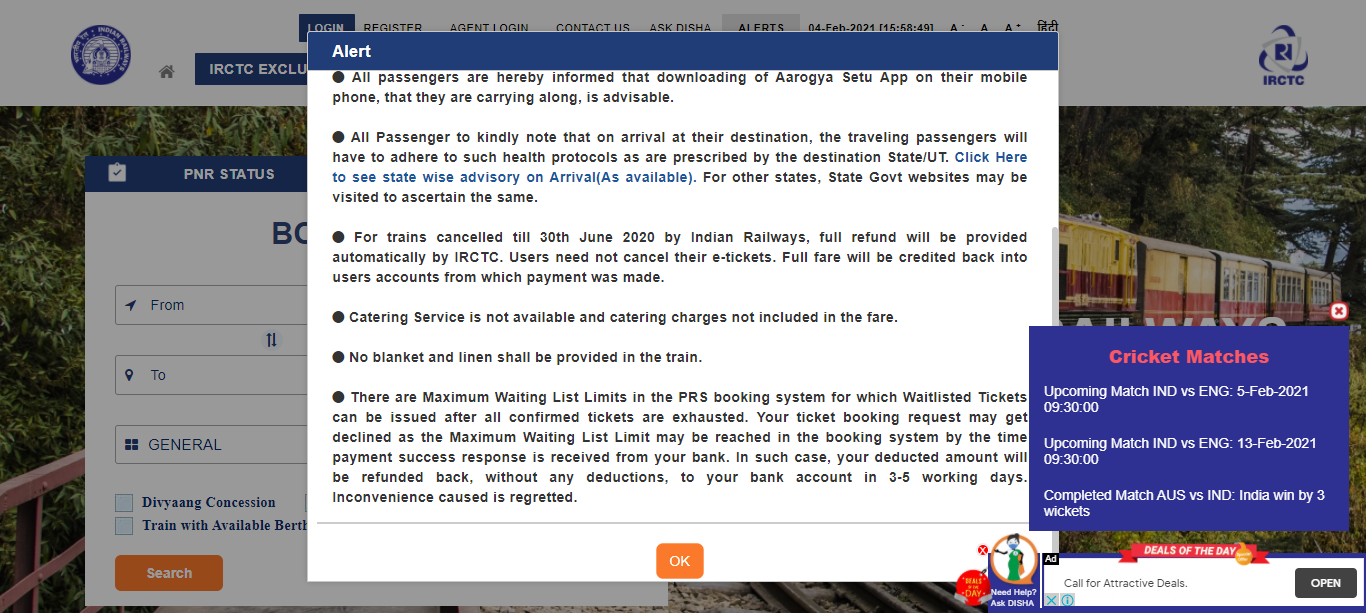 LOGIN REGISTER AGENT LOGIN CONTACT US ASK DISHA ALERTS 04-Feb-2021 [15:58:49] A - A A + हिंदी
IRCTC EXCLU
IRCTC
Alert
● All passengers are hereby informed that downloading of Aarogya Setu App on their mobile
phone, that they are carrying along, is advisable.
● All Passenger to kindly note that on arrival at their destination, the traveling passengers will
have to adhere to such health protocols as are prescribed by the destination State/UT. Click Here
to see state wise advisory on Arrival(As available). For other states, State Govt websites may be
visited to ascertain the same.
● For trains cancelled till 30th June 2020 by Indian Railways, full refund will be provided
automatically by IRCTC. Users need not cancel their e-tickets. Full fare will be credited back into
users accounts from which payment was made.
● Catering Service is not available and catering charges not included in the fare.
● No blanket and linen shall be provided in the train.
● There are Maximum Waiting List Limits in the PRS booking system for which Waitlisted Tickets
can be issued after all confirmed tickets are exhausted. Your ticket booking request may get
declined as the Maximum Waiting List Limit may be reached in the booking system by the time
payment success response is received from your bank. In such case, your deducted amount will
be refunded back, without any deductions, to your bank account in 3-5 working days.
Inconvenience caused is regretted.
OK
PNR STATUS
BO
From
To
GENERAL
Divyaang Concession
Train with Available Berth
Search
Cricket Matches
Upcoming Match IND vs ENG: 5-Feb-2021
09:30:00
Upcoming Match IND vs ENG: 13-Feb-2021
09:30:00
Completed Match AUS vs IND: India win by 3
wickets
DEALS OF THE DAY
Need Help?
Ask DISHA
Ad
DEALS OF THE DAY
Call for Attractive Deals.
OPEN